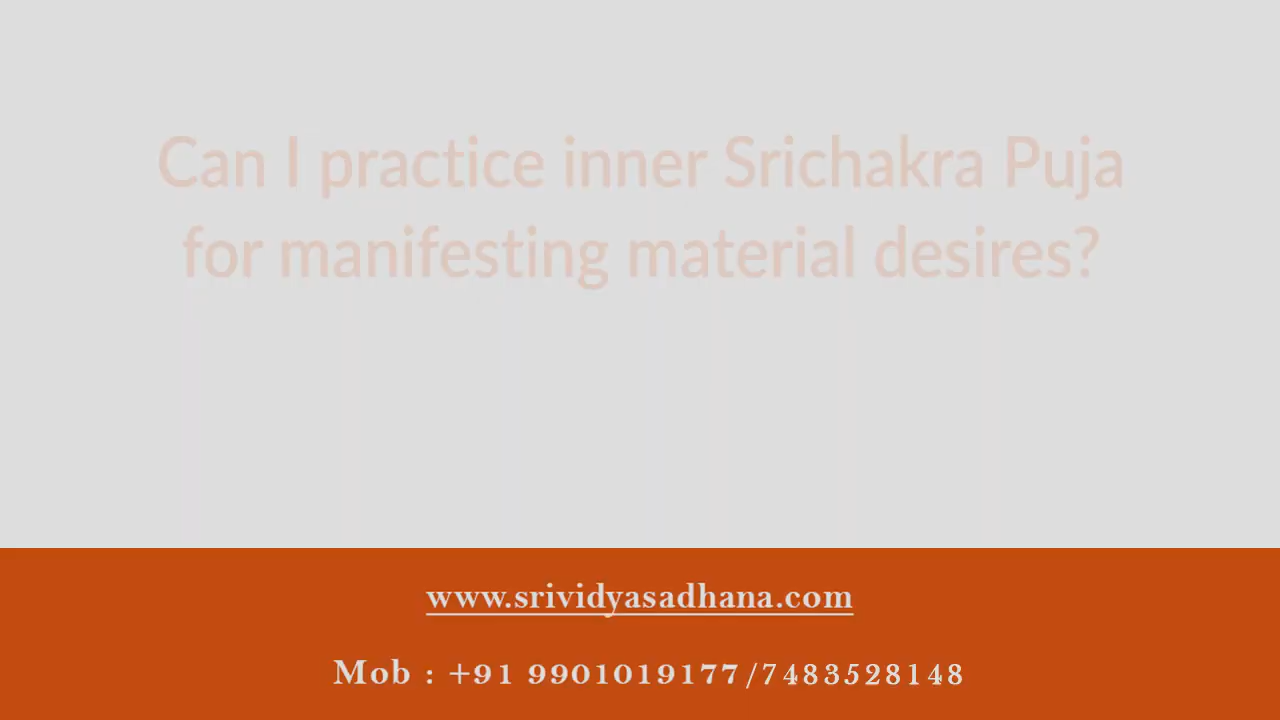 Can I practice inner Srichakra Puja
for manifesting material desires?
www.srividyasadhana.com
Mob : +91 9901019177/7483528148